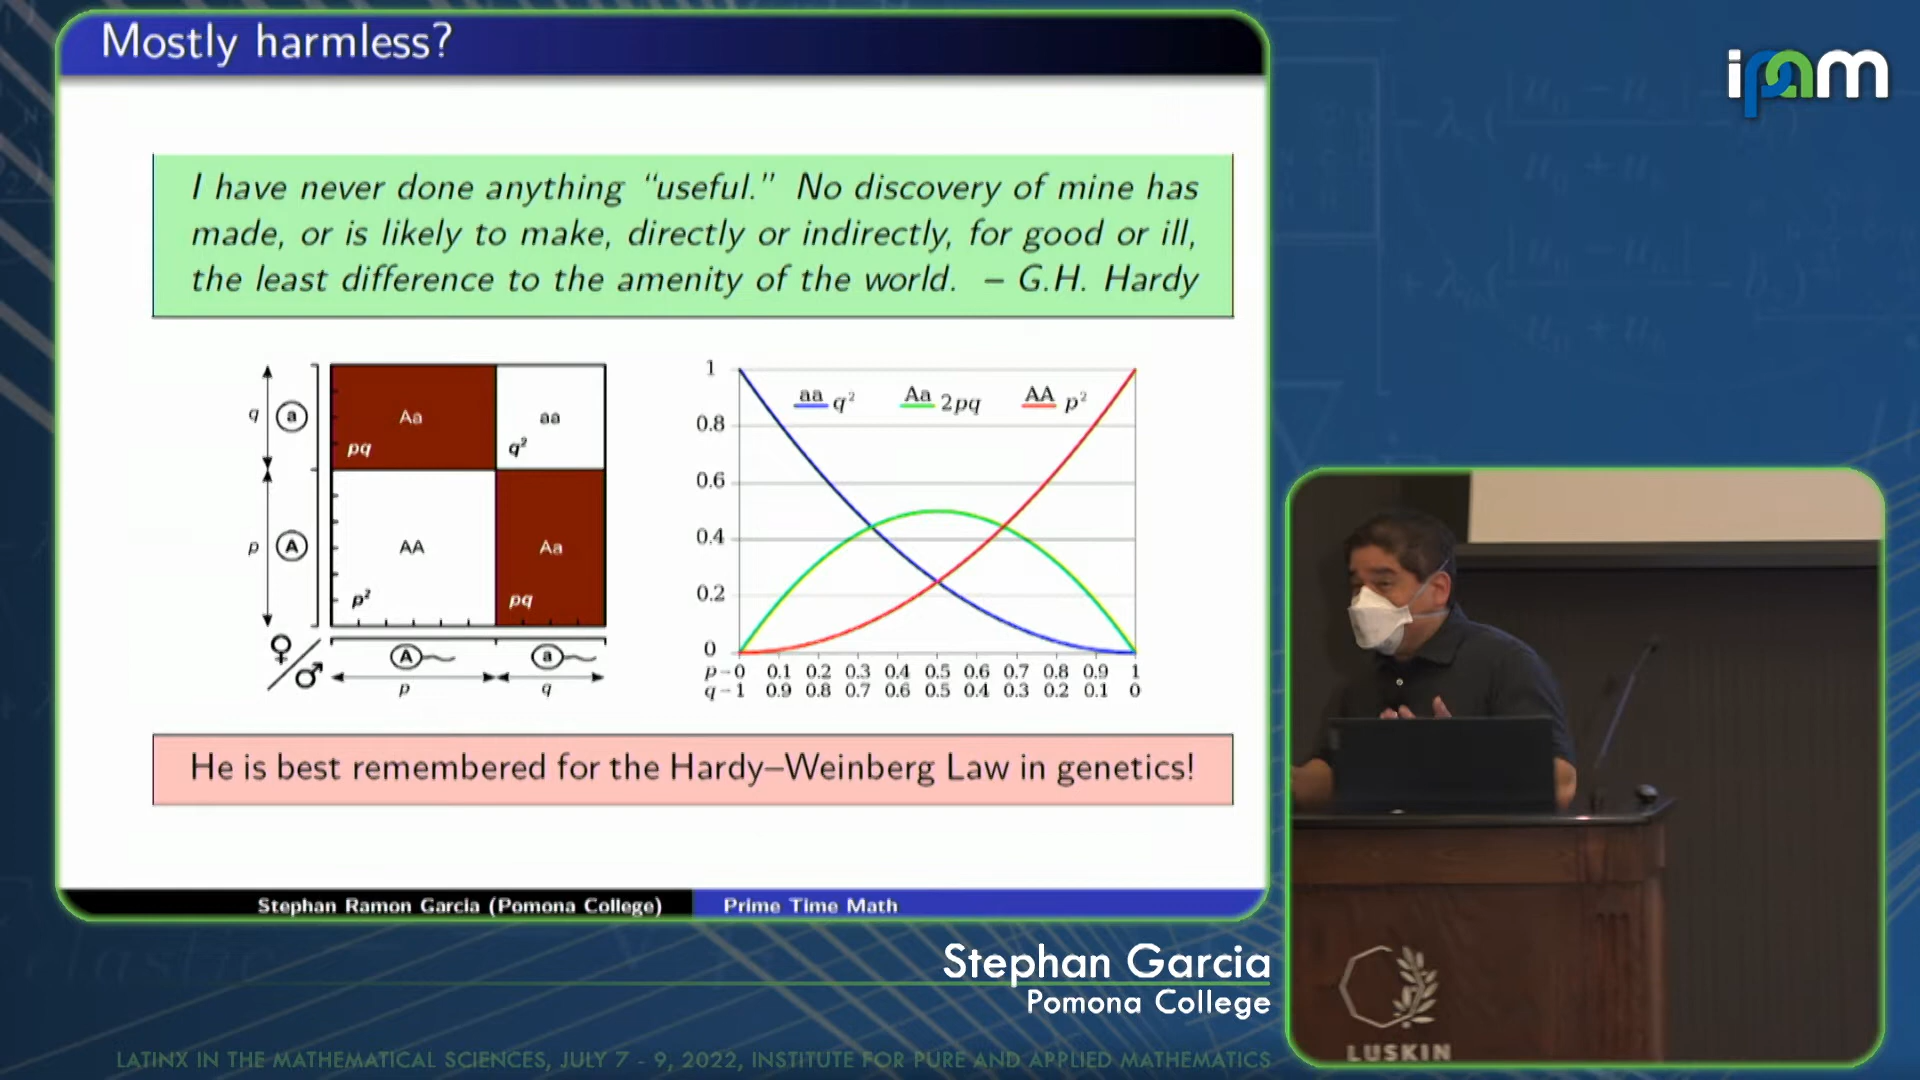 Mostly harmless?
I have never done anything “useful.” No discovery of mine has
made, or is likely to make, directly or indirectly, for good or ill,
the least difference to the amenity of the world. – G.H. Hardy
q a Aa aa
pq q²
p A AA Aa
p² pq
♀/♂ A a
p q
1
aa q² Aa 2pq AA p²
0.8
0.6
0.4
0.2
0
p–0 0.1 0.2 0.3 0.4 0.5 0.6 0.7 0.8 0.9 1
q–1 0.9 0.8 0.7 0.6 0.5 0.4 0.3 0.2 0.1 0
He is best remembered for the Hardy–Weinberg Law in genetics!
Stephan Ramon Garcia (Pomona College) Prime Time Math
ipam
Stephan Garcia
Pomona College
LUSKIN
LATINX IN THE MATHEMATICAL SCIENCES, JULY 7 - 9, 2022, INSTITUTE FOR PURE AND APPLIED MATHEMATICS